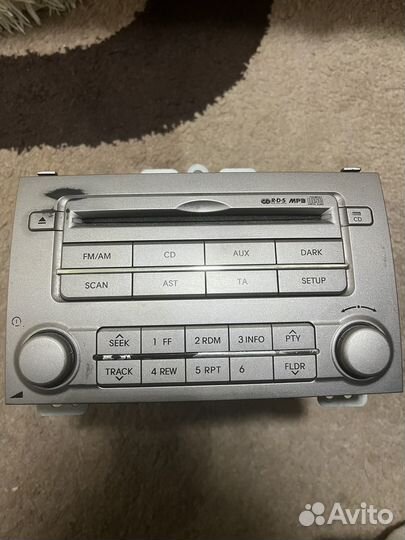 RDS MP3
CD
FM/AM CD AUX DARK
SCAN AST TA SETUP
SEEK 1 FF 2 RDM 3 INFO PTY
TRACK 4 REW 5 RPT 6 FLDR
Avito